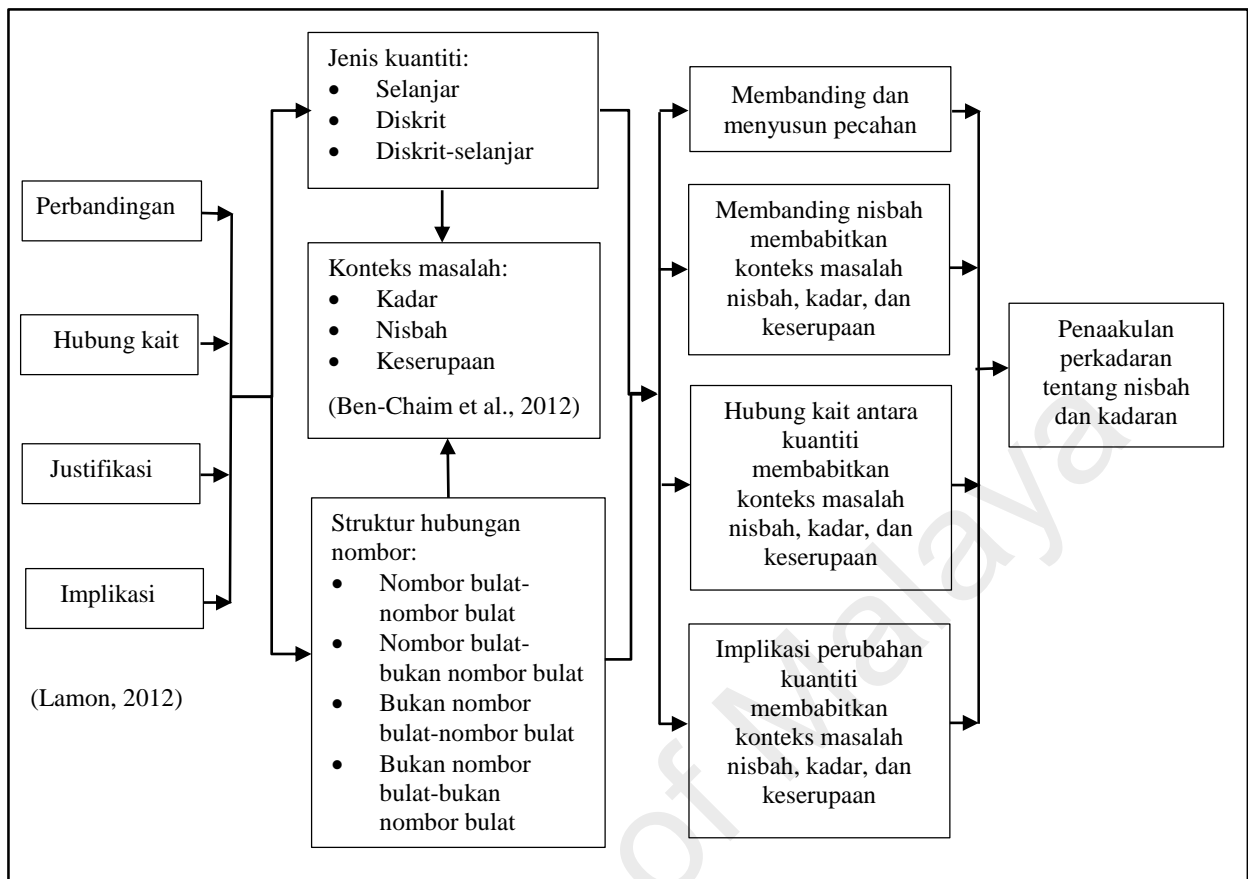 Perbandingan
Hubung kait
Justifikasi
Implikasi
(Lamon, 2012)
Jenis kuantiti:
• Selanjar
• Diskrit
• Diskrit-selanjar
Konteks masalah:
• Kadar
• Nisbah
• Keserupaan
(Ben-Chaim et al., 2012)
Struktur hubungan
nombor:
• Nombor bulat-
nombor bulat
• Nombor bulat-
bukan nombor bulat
• Bukan nombor
bulat-nombor bulat
• Bukan nombor
bulat-bukan
nombor bulat
Membanding dan
menyusun pecahan
Membanding nisbah
membabitkan
konteks masalah
nisbah, kadar, dan
keserupaan
Hubung kait antara
kuantiti
membabitkan
konteks masalah
nisbah, kadar, dan
keserupaan
Implikasi perubahan
kuantiti
membabitkan
konteks masalah
nisbah, kadar, dan
keserupaan
Penaakulan
perkadaran
tentang nisbah
dan kadaran
of Malaya